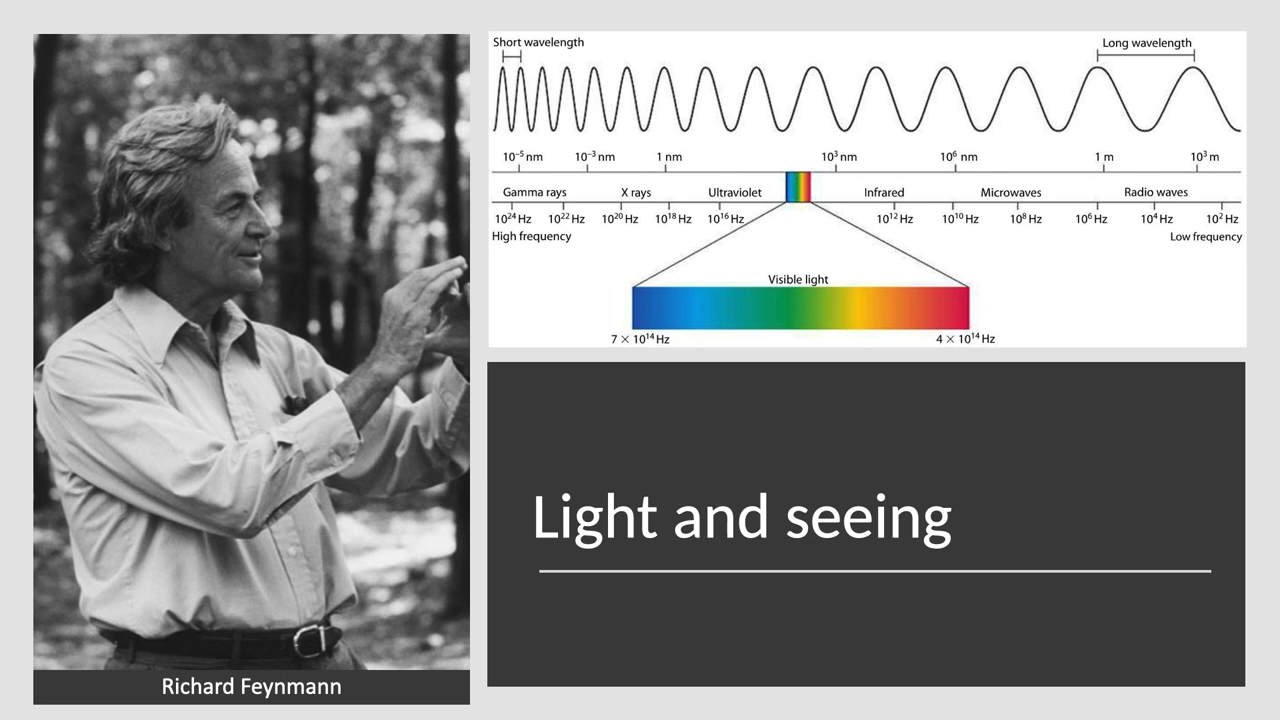 Short wavelength
Long wavelength
10⁻⁵ nm 10⁻³ nm 1 nm 10³ nm 10⁶ nm 1 m 10³ m
Gamma rays X rays Ultraviolet Infrared Microwaves Radio waves
10²⁴ Hz 10²² Hz 10²⁰ Hz 10¹⁸ Hz 10¹⁶ Hz 10¹² Hz 10¹⁰ Hz 10⁸ Hz 10⁶ Hz 10⁴ Hz 10² Hz
High frequency Low frequency
Visible light
7 × 10¹⁴ Hz 4 × 10¹⁴ Hz
Light and seeing
Richard Feynmann